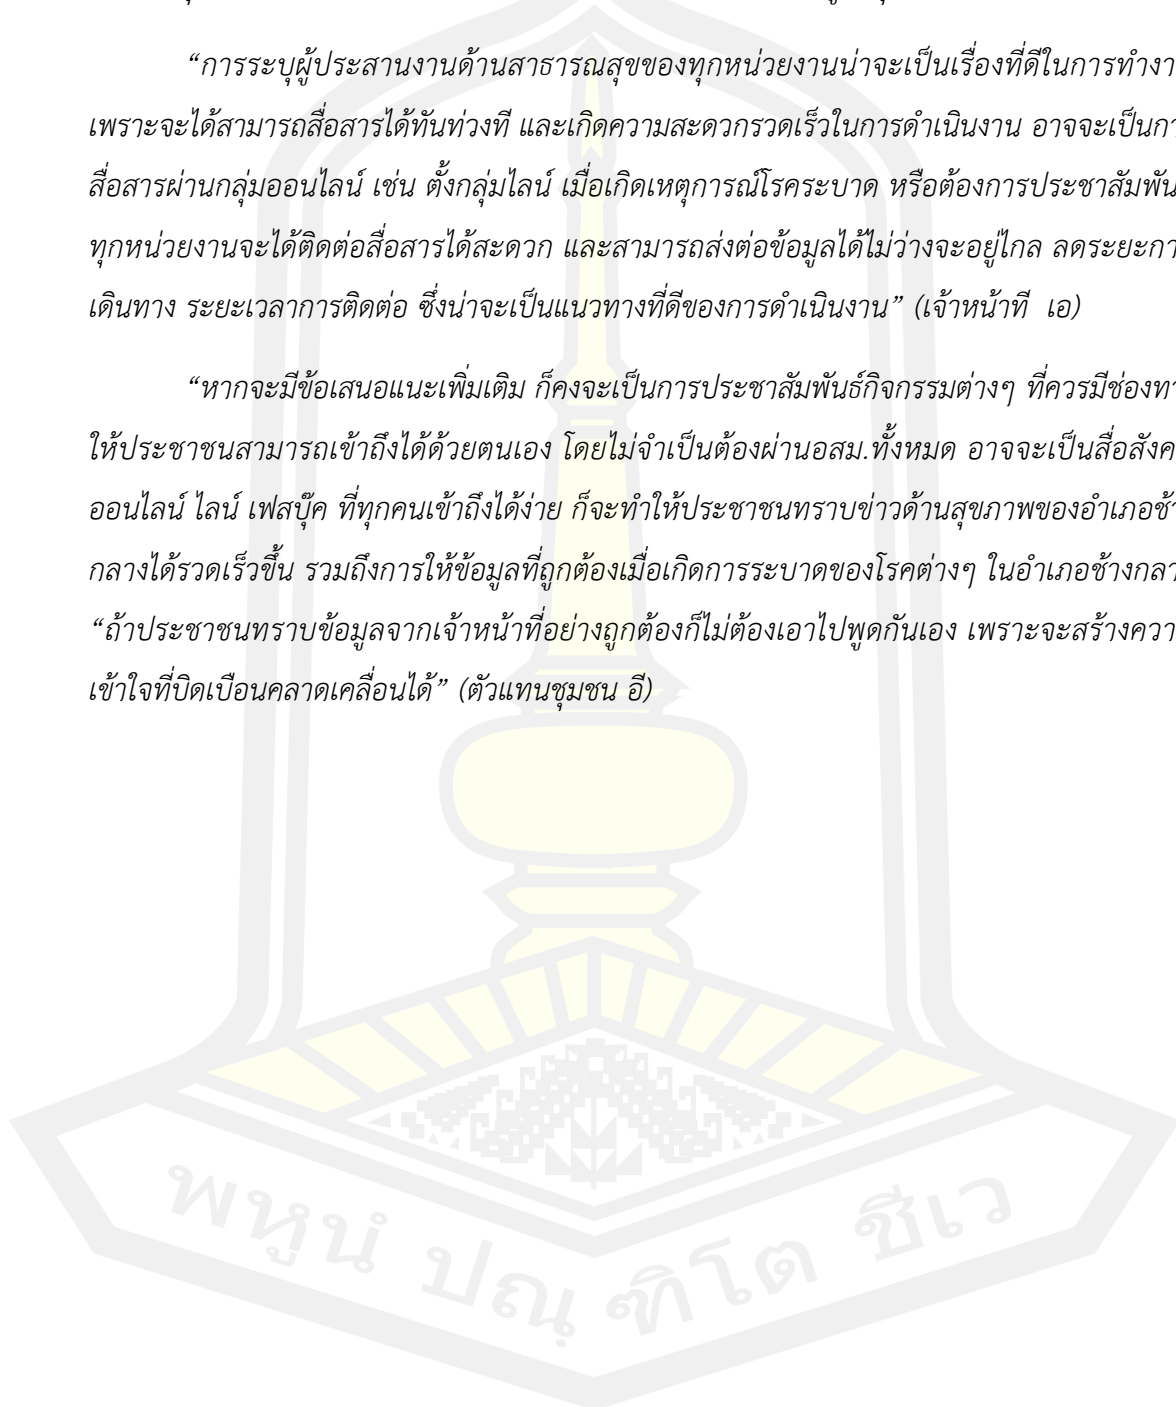 “การระบุผู้ประสานงานด้านสาธารณสุขของทุกหน่วยงานน่าจะเป็นเรื่องที่ดีในการทำงา
เพราะจะได้สามารถสื่อสารได้ทันท่วงที และเกิดความสะดวกรวดเร็วในการดำเนินงาน อาจจะเป็นกา
สื่อสารผ่านกลุ่มออนไลน์ เช่น ตั้งกลุ่มไลน์ เมื่อเกิดเหตุการณ์โรคระบาด หรือต้องการประชาสัมพัน
ทุกหน่วยงานจะได้ติดต่อสื่อสารได้สะดวก และสามารถส่งต่อข้อมูลได้ไม่ว่างจะอยู่ไกล ลดระยะกา
เดินทาง ระยะเวลาการติดต่อ ซึ่งน่าจะเป็นแนวทางที่ดีของการดำเนินงาน” (เจ้าหน้าที่ เอ)
“หากจะมีข้อเสนอแนะเพิ่มเติม ก็คงจะเป็นการประชาสัมพันธ์กิจกรรมต่างๆ ที่ควรมีช่องทา
ให้ประชาชนสามารถเข้าถึงได้ด้วยตนเอง โดยไม่จำเป็นต้องผ่านอสม.ทั้งหมด อาจจะเป็นสื่อสังค
ออนไลน์ ไลน์ เฟสบุ๊ค ที่ทุกคนเข้าถึงได้ง่าย ก็จะทำให้ประชาชนทราบข่าวด้านสุขภาพของอำเภอช้า
กลางได้รวดเร็วขึ้น รวมถึงการให้ข้อมูลที่ถูกต้องเมื่อเกิดการระบาดของโรคต่างๆ ในอำเภอช้างกลา
“ถ้าประชาชนทราบข้อมูลจากเจ้าหน้าที่อย่างถูกต้องก็ไม่ต้องเอาไปพูดกันเอง เพราะจะสร้างควา
เข้าใจที่บิดเบือนคลาดเคลื่อนได้” (ตัวแทนชุมชน อี)
พหูนํ ปณฺฑิโต ชีเว